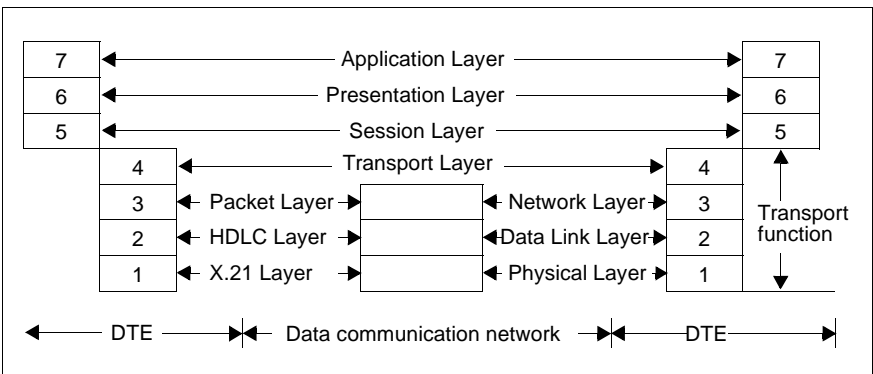 7 Application Layer 7
6 Presentation Layer 6
5 Session Layer 5
4 Transport Layer 4
3 Packet Layer Network Layer 3
2 HDLC Layer Data Link Layer 2
1 X.21 Layer Physical Layer 1
Transport
function
DTE Data communication network DTE